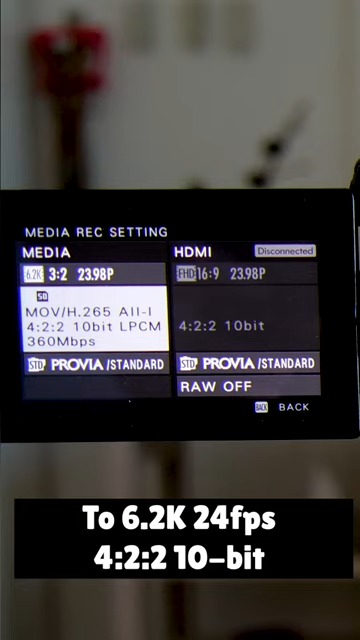 MEDIA REC SETTING
MEDIA
HDMI Disconnected
6.2K 3:2 23.98P
FHD 16:9 23.98P
SD
MOV/H.265 All-I
4:2:2 10bit LPCM
360Mbps
4:2:2 10bit
STD PROVIA/STANDARD
STD PROVIA/STANDARD
RAW OFF
BACK BACK
To 6.2K 24fps
4:2:2 10-bit